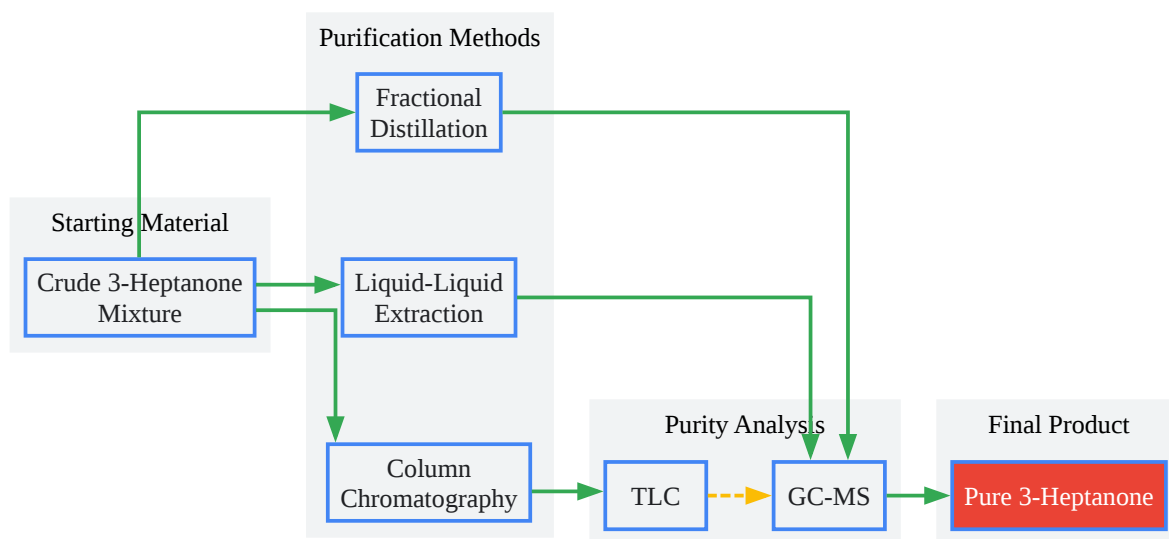 Purification Methods
Fractional
Distillation
Starting Material
Crude 3-Heptanone
Mixture
Liquid-Liquid
Extraction
Column
Chromatography
Purity Analysis
TLC
GC-MS
Final Product
Pure 3-Heptanone